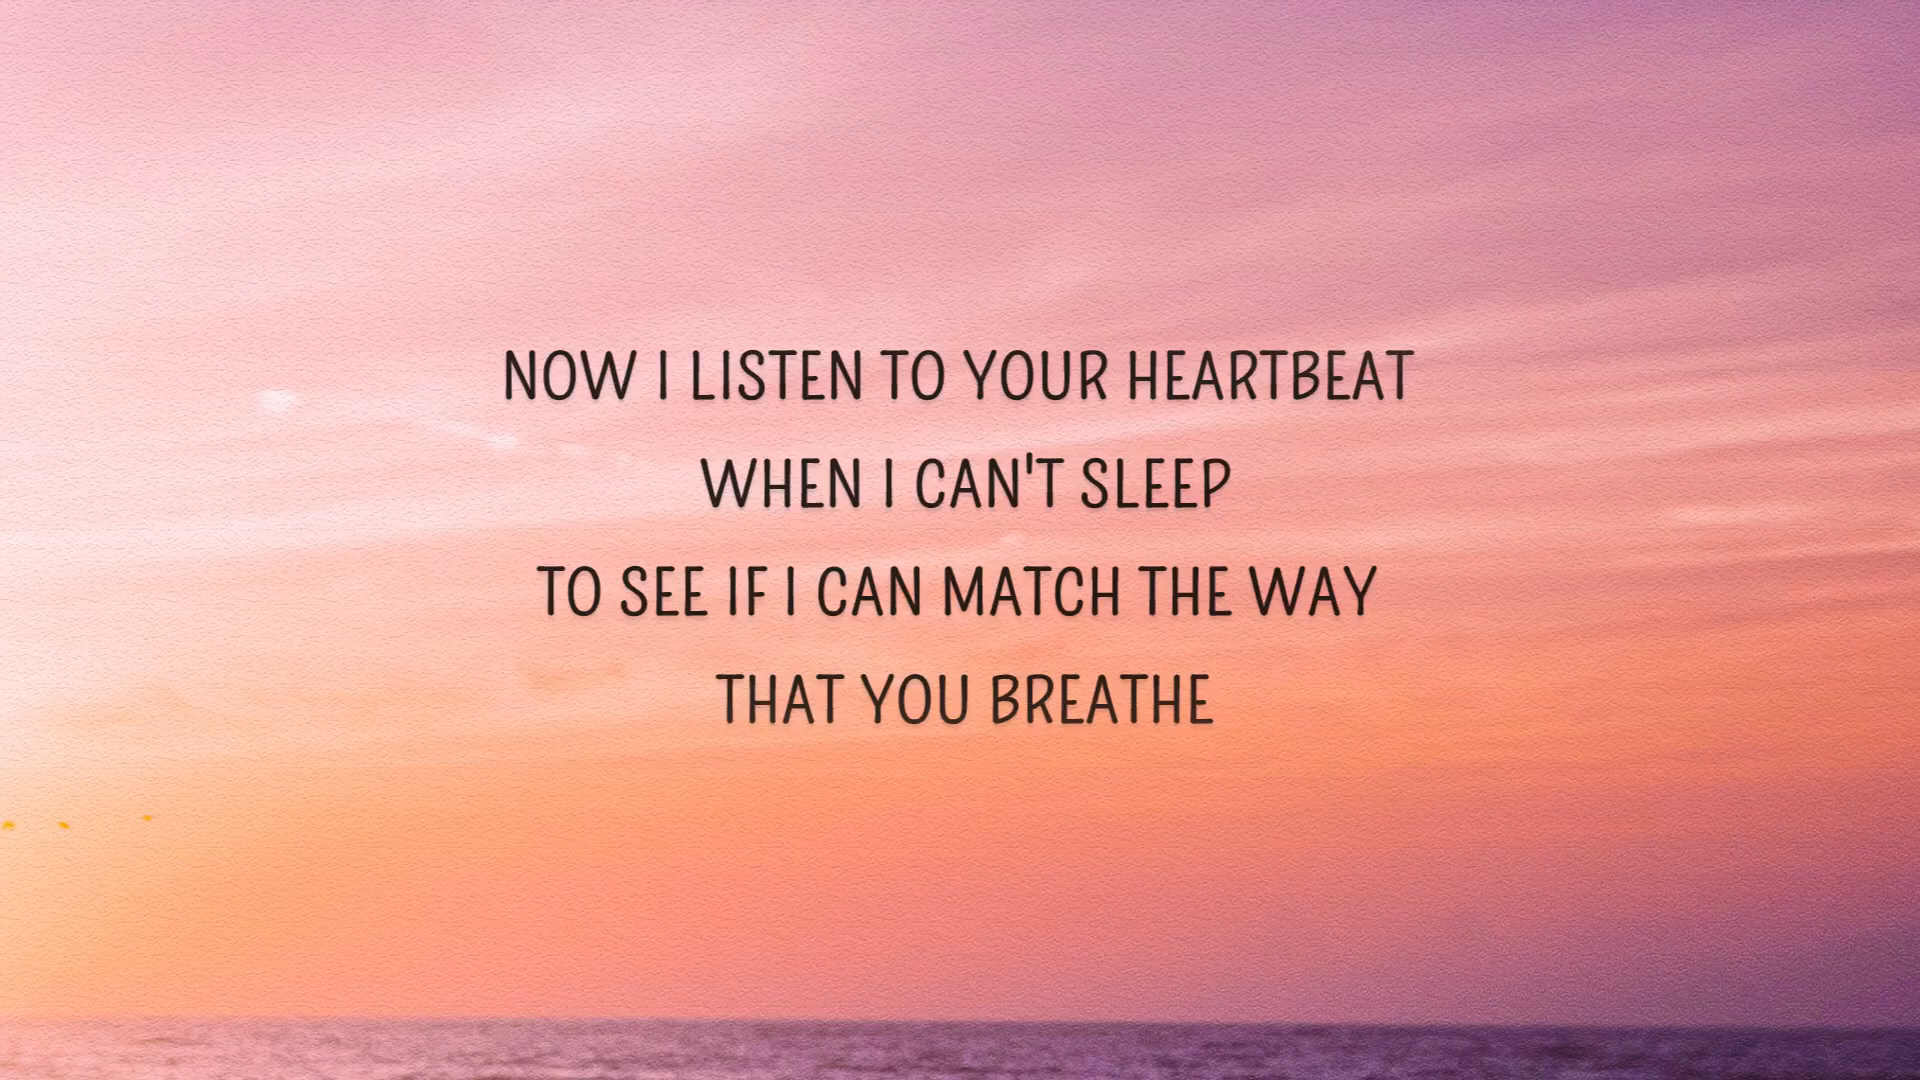 NOW I LISTEN TO YOUR HEARTBEAT
WHEN I CAN'T SLEEP
TO SEE IF I CAN MATCH THE WAY
THAT YOU BREATHE